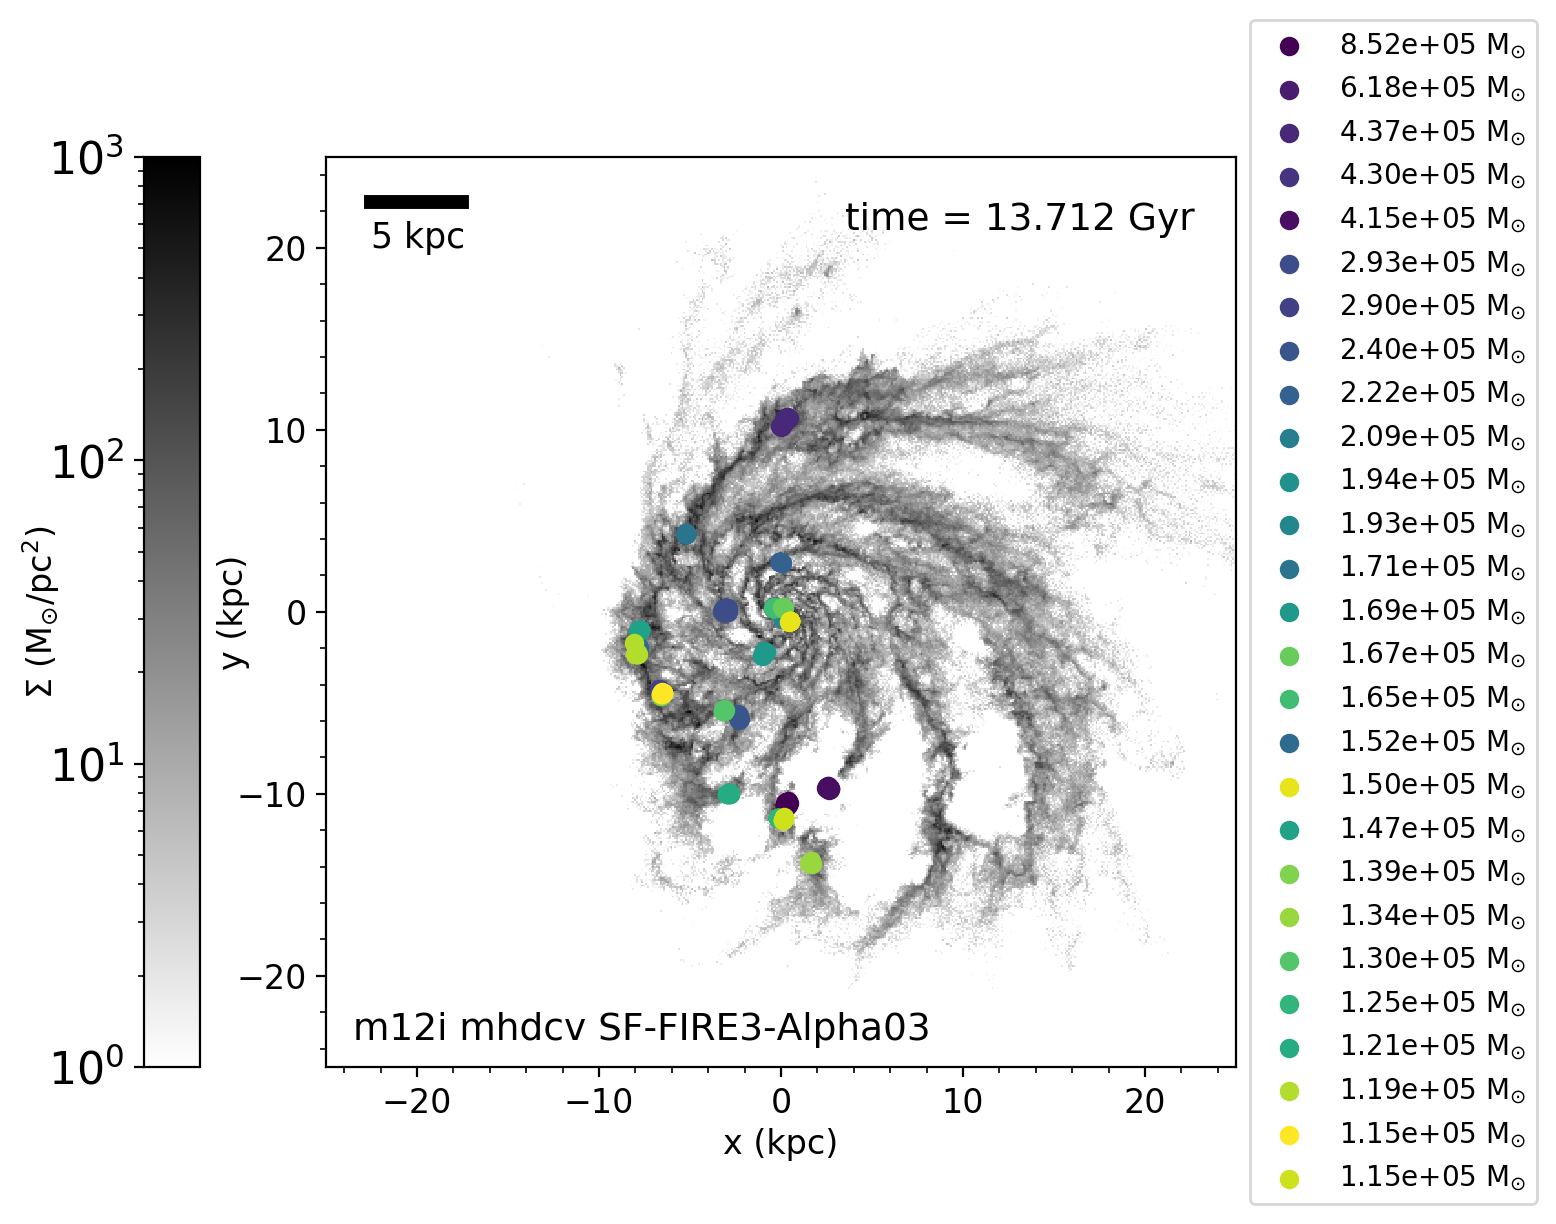 10³
10²
10¹
10⁰
Σ (M⊙/pc²)
y (kpc)
20
10
0
−10
−20
5 kpc
time = 13.712 Gyr
m12i mhdcv SF-FIRE3-Alpha03
−20 −10 0 10 20
x (kpc)
8.52e+05 M⊙
6.18e+05 M⊙
4.37e+05 M⊙
4.30e+05 M⊙
4.15e+05 M⊙
2.93e+05 M⊙
2.90e+05 M⊙
2.40e+05 M⊙
2.22e+05 M⊙
2.09e+05 M⊙
1.94e+05 M⊙
1.93e+05 M⊙
1.71e+05 M⊙
1.69e+05 M⊙
1.67e+05 M⊙
1.65e+05 M⊙
1.52e+05 M⊙
1.50e+05 M⊙
1.47e+05 M⊙
1.39e+05 M⊙
1.34e+05 M⊙
1.30e+05 M⊙
1.25e+05 M⊙
1.21e+05 M⊙
1.19e+05 M⊙
1.15e+05 M⊙
1.15e+05 M⊙